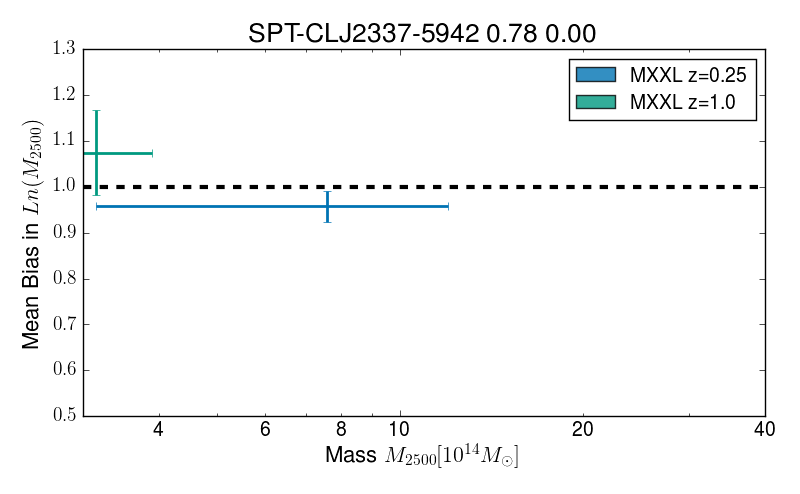 SPT-CLJ2337-5942 0.78 0.00
1.3
1.2
1.1
1.0
0.9
0.8
0.7
0.6
0.5
Mean Bias in Ln(M2500)
MXXL z=0.25
MXXL z=1.0
4 6 8 10 20 40
Mass M2500[10^14 M⊙]